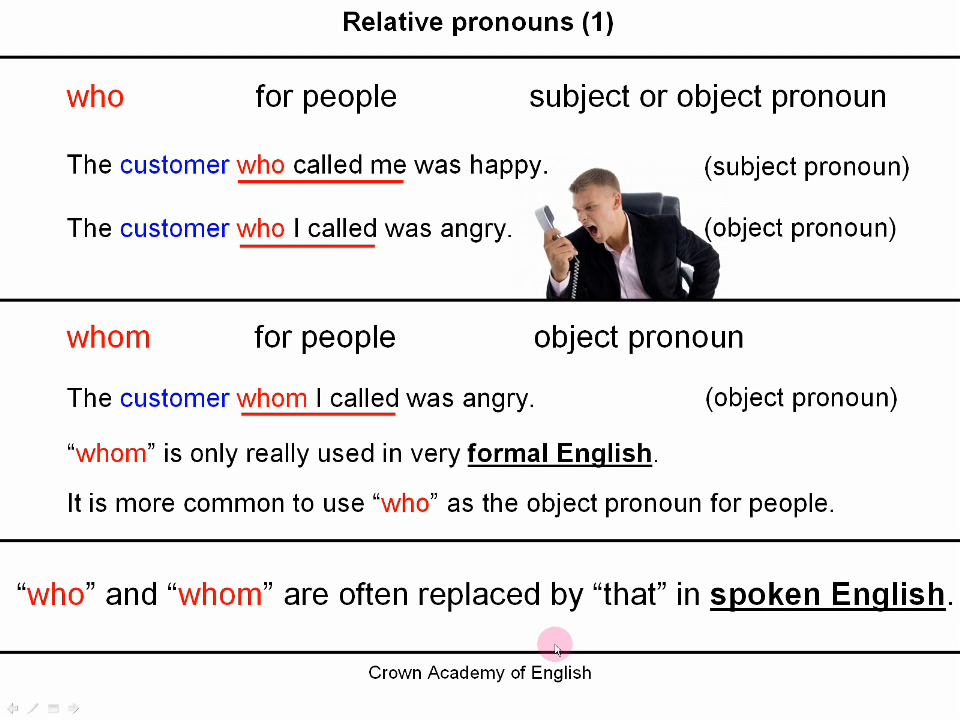 Relative pronouns (1)
who for people subject or object pronoun
The customer who called me was happy. (subject pronoun)
The customer who I called was angry. (object pronoun)
whom for people object pronoun
The customer whom I called was angry. (object pronoun)
“whom” is only really used in very formal English.
It is more common to use “who” as the object pronoun for people.
“who” and “whom” are often replaced by “that” in spoken English.
Crown Academy of English